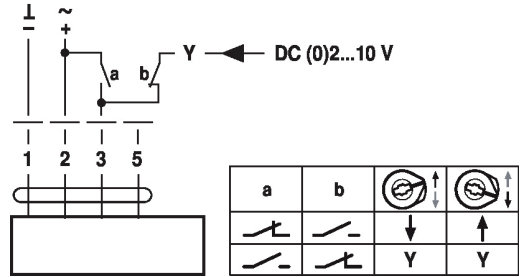 ⊥ ~
− +
a b Y DC (0)2...10 V
1 2 3 5
a b
↓ ↑
Y Y